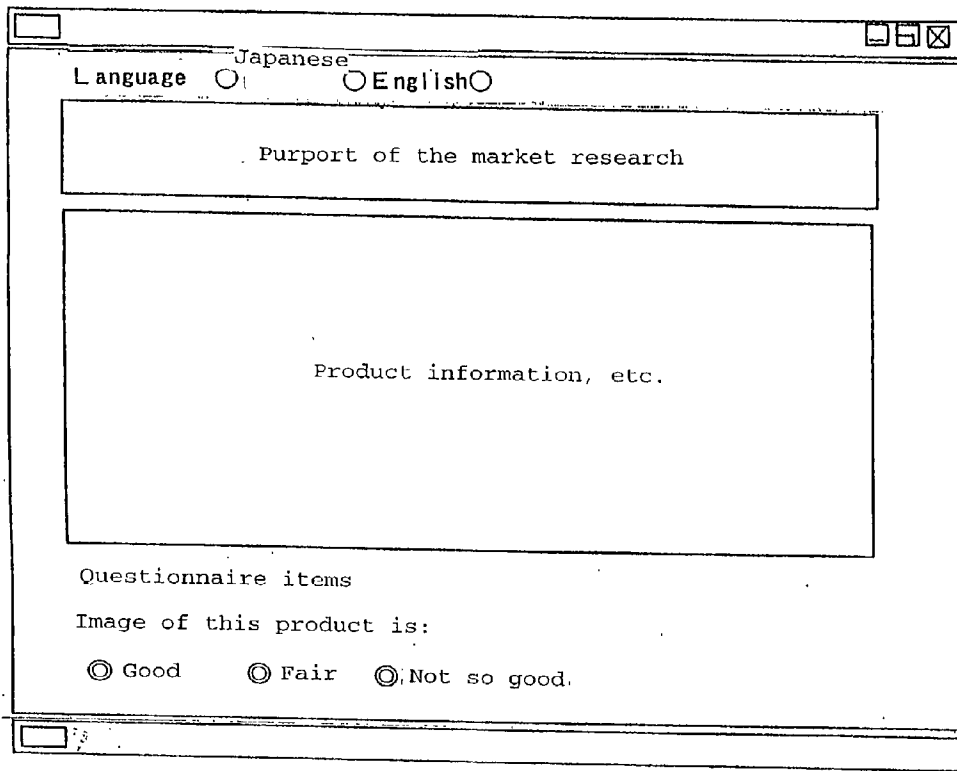 Language ○ Japanese ○ English ○
Purport of the market research
Product information, etc.
Questionnaire items
Image of this product is:
◎ Good ◎ Fair ◎ Not so good.